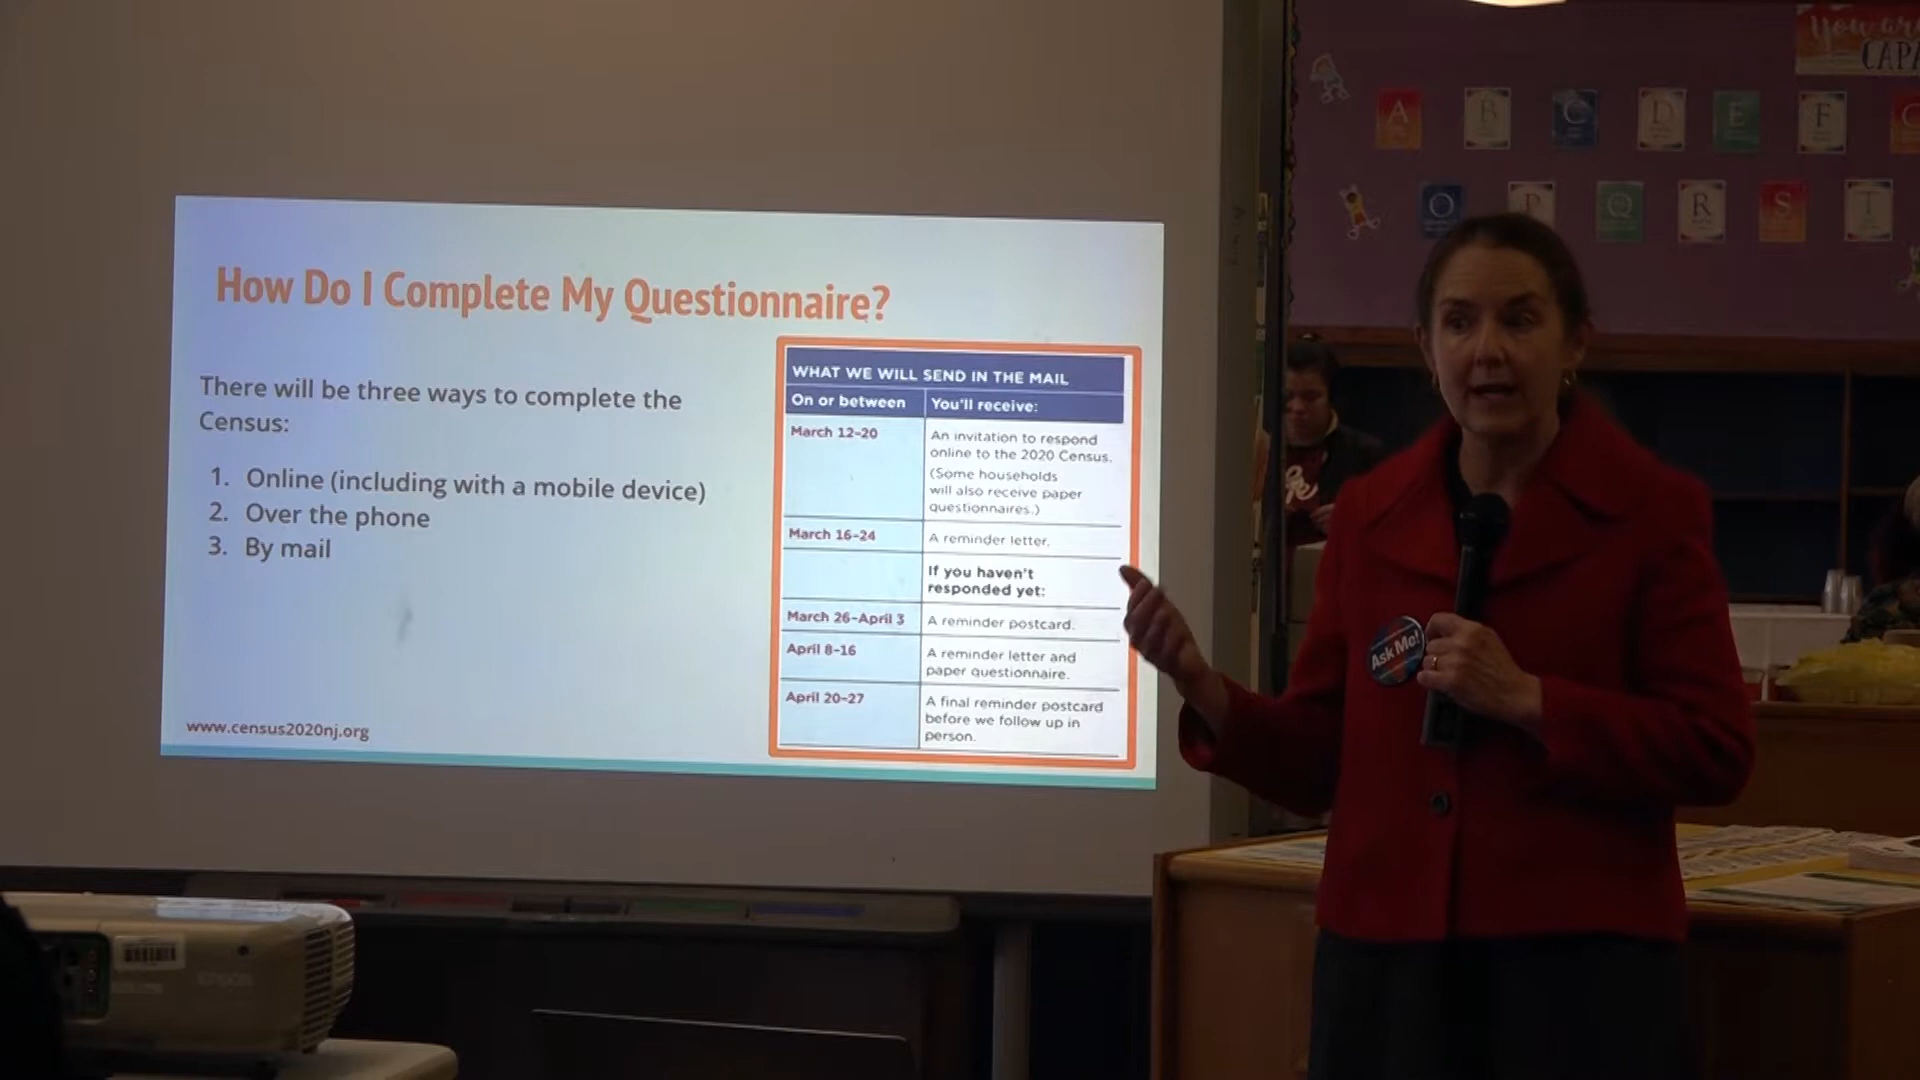 How Do I Complete My Questionnaire?
There will be three ways to complete the
Census:
1. Online (including with a mobile device)
2. Over the phone
3. By mail
www.census2020nj.org
WHAT WE WILL SEND IN THE MAIL
On or between You'll receive:
March 12-20 An invitation to respond
online to the 2020 Census.
(Some households
will also receive paper
questionnaires.)
March 16-24 A reminder letter.
If you haven't
responded yet:
March 26-April 3 A reminder postcard.
April 8-16 A reminder letter and
paper questionnaire.
April 20-27 A final reminder postcard
before we follow up in
person.
You are
A B C D E F
O P Q R S T
Ask Me!
EPSON